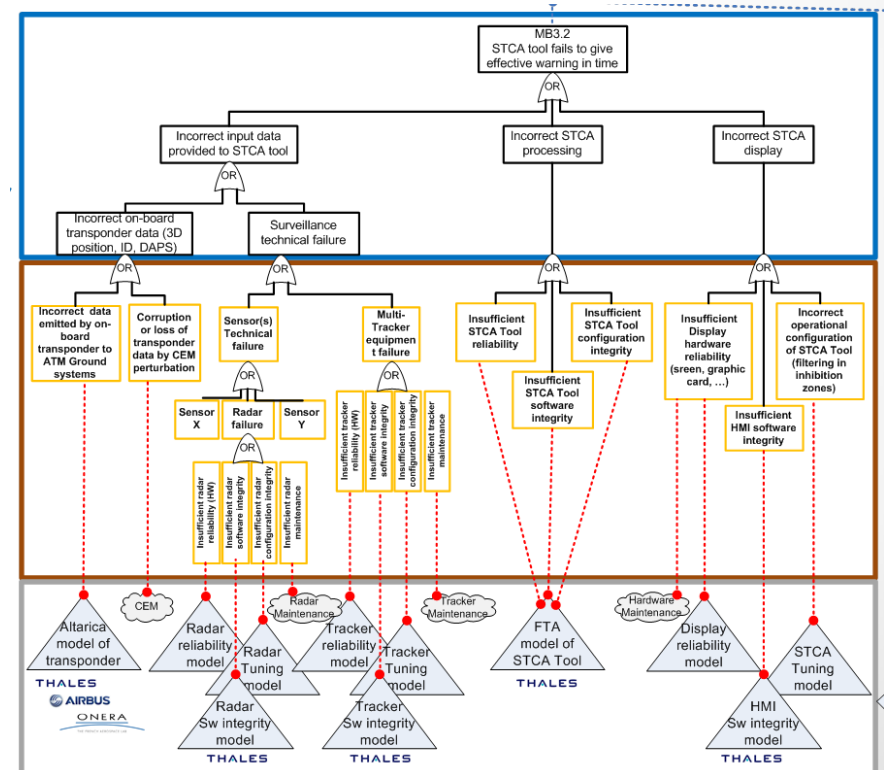 MB3.2
STCA tool fails to give
effective warning in time
OR
Incorrect input data
provided to STCA tool
Incorrect STCA
processing
Incorrect STCA
display
OR
Incorrect on-board
transponder data (3D
position, ID, DAPS)
Surveillance
technical failure
OR
OR
OR
OR
Incorrect data
emitted by on-
board
transponder to
ATM Ground
systems
Corruption
or loss of
transponder
data by CEM
perturbation
Sensor(s)
Technical
failure
Multi-
Tracker
equipmen
t failure
Insufficient
STCA Tool
reliability
Insufficient
STCA Tool
software
integrity
Insufficient
STCA Tool
configuration
integrity
Insufficient
Display
hardware
reliability
(sreen, graphic
card, ...)
Insufficient
HMI software
integrity
Incorrect
operational
configuration
of STCA Tool
(filtering in
inhibition
zones)
OR
OR
Sensor
X
Radar
failure
Sensor
Y
OR
Insufficient radar
reliability (HW)
Insufficient radar
software integrity
Insufficient radar
configuration integrity
Insufficient radar
maintenance
Insufficient tracker
reliability (HW)
Insufficient tracker
software integrity
Insufficient tracker
configuration integrity
Insufficient tracker
maintenance
Altarica
model of
transponder
CEM
Radar
reliability
model
Radar
Maintenance
Radar
Tuning
model
Tracker
reliability
model
Tracker
Maintenance
Tracker
Tuning
model
FTA
model of
STCA Tool
Hardware
Maintenance
Display
reliability
model
STCA
Tuning
model
THALES
AIRBUS
ONERA
Radar
Sw integrity
model
THALES
Tracker
Sw integrity
model
THALES
THALES
HMI
Sw integrity
model
THALES